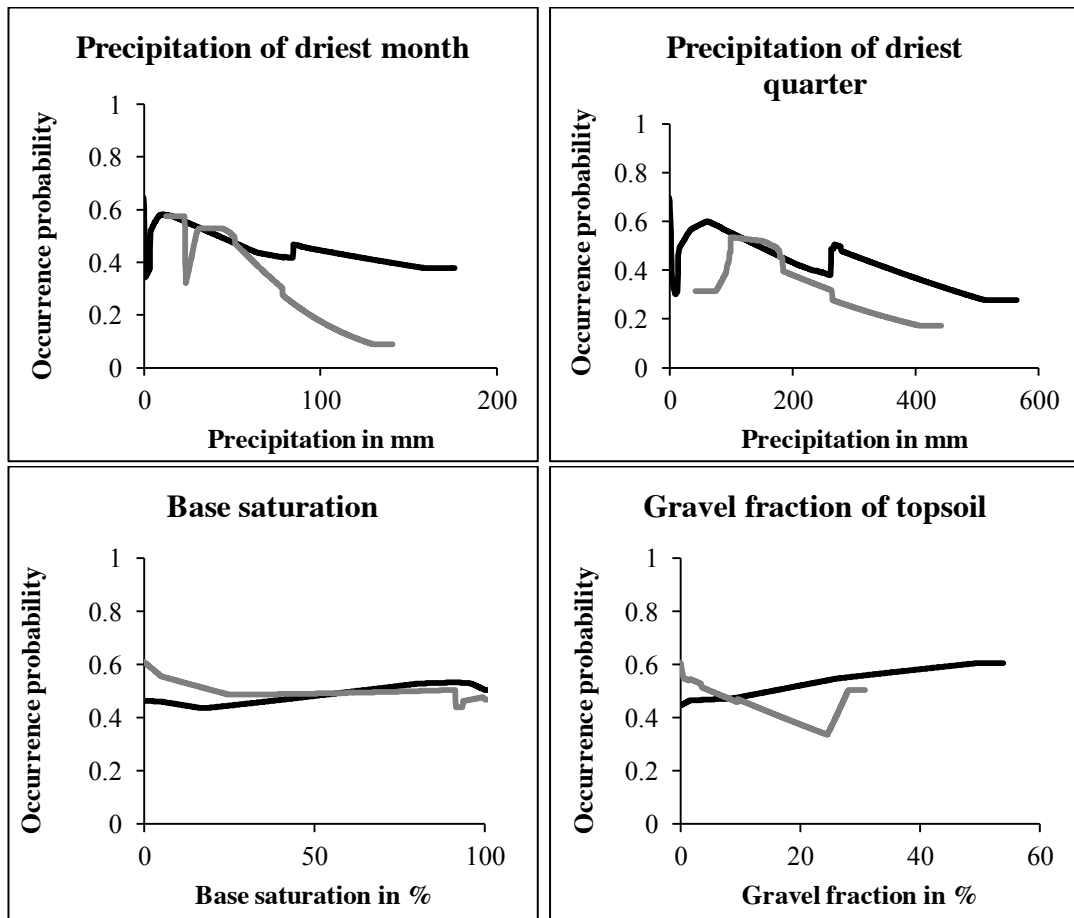 Precipitation of driest month
Occurrence probability
1
0.8
0.6
0.4
0.2
0
0 100 200
Precipitation in mm
Precipitation of driest
quarter
Occurrence probability
1
0.8
0.6
0.4
0.2
0
0 200 400 600
Precipitation in mm
Base saturation
Occurrence probability
1
0.8
0.6
0.4
0.2
0
0 50 100
Base saturation in %
Gravel fraction of topsoil
Occurrence probability
1
0.8
0.6
0.4
0.2
0
0 20 40 60
Gravel fraction in %